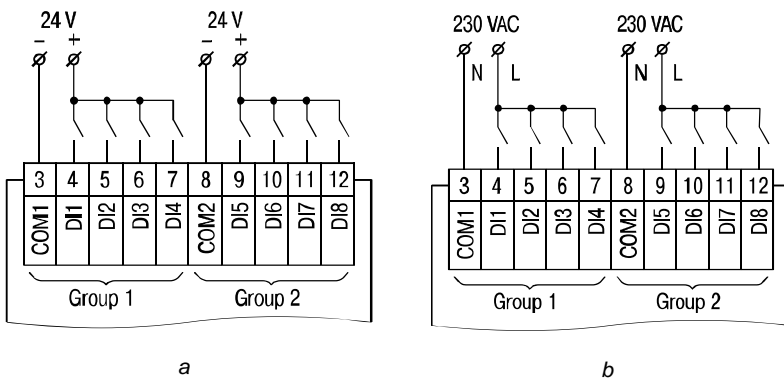 24 V 24 V
– + – +
3 4 5 6 7 8 9 10 11 12
COM1 DI1 DI2 DI3 DI4 COM2 DI5 DI6 DI7 DI8
Group 1 Group 2
a
230 VAC 230 VAC
N L N L
3 4 5 6 7 8 9 10 11 12
COM1 DI1 DI2 DI3 DI4 COM2 DI5 DI6 DI7 DI8
Group 1 Group 2
b